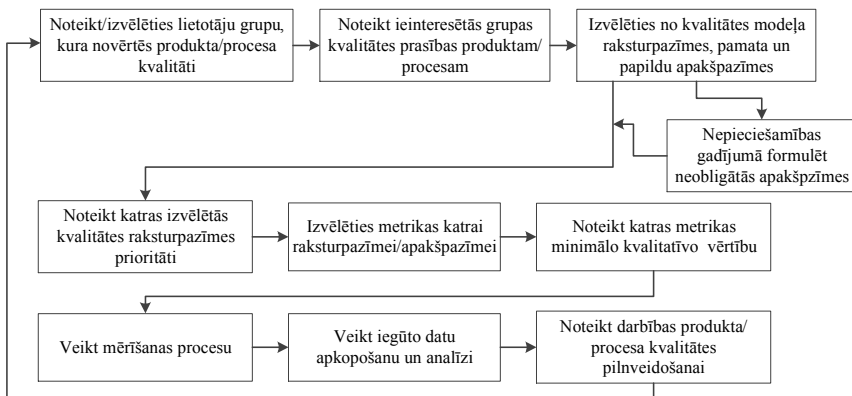 Noteikt/izvēlēties lietotāju grupu,
kura novērtēs produkta/procesa
kvalitāti
Noteikt ieinteresētās grupas
kvalitātes prasības produktam/
procesam
Izvēlēties no kvalitātes modeļa
raksturpazīmes, pamata un
papildu apakšpazīmes
Nepieciešamības
gadījumā formulēt
neobligātās apakšpzīmes
Noteikt katras izvēlētās
kvalitātes raksturpazīmes
prioritāti
Izvēlēties metrikas katrai
raksturpazīmei/apakšpazīmei
Noteikt katras metrikas
minimālo kvalitatīvo vērtību
Veikt mērīšanas procesu
Veikt iegūto datu
apkopošanu un analīzi
Noteikt darbības produkta/
procesa kvalitātes
pilnveidošanai